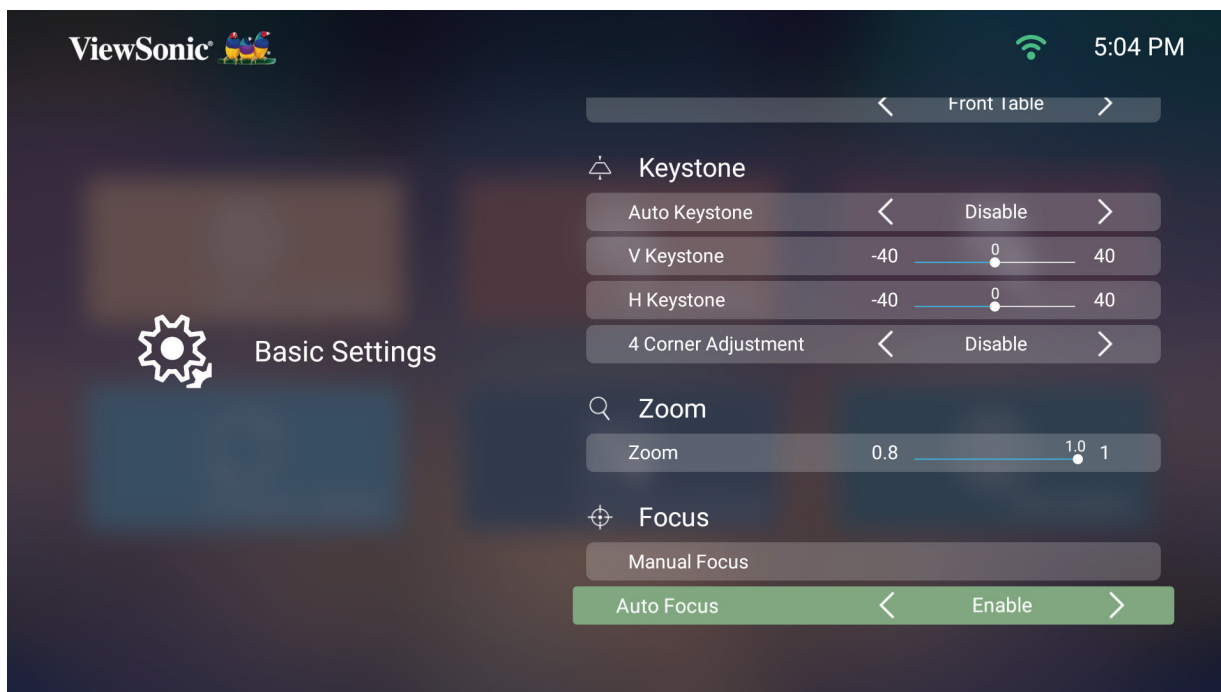 ViewSonic®
5:04 PM
Front Table
Keystone
Auto Keystone Disable
V Keystone -40 0 40
H Keystone -40 0 40
4 Corner Adjustment Disable
Basic Settings
Zoom
Zoom 0.8 1.0 1
Focus
Manual Focus
Auto Focus Enable